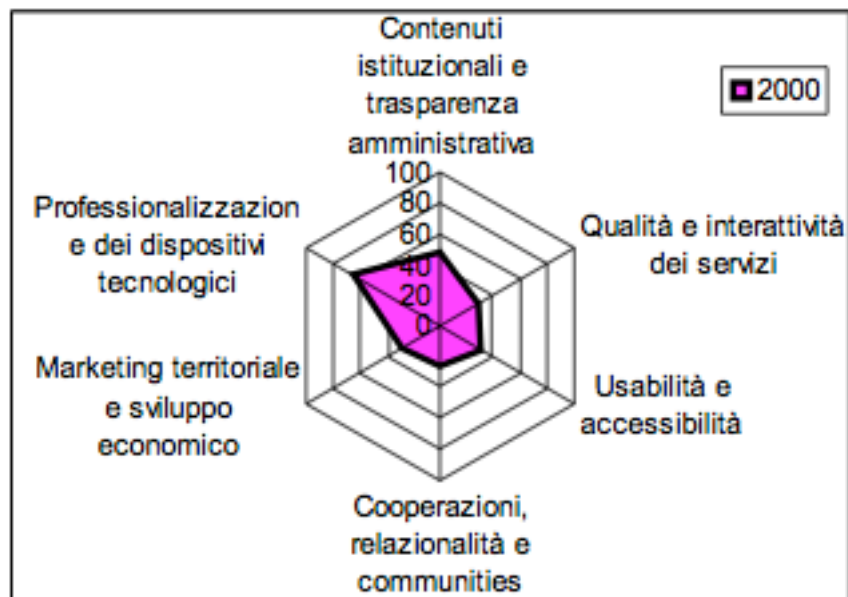 Contenuti
istituzionali e
trasparenza
amministrativa
2000
100
80
60
40
20
0
Professionalizzazion
e dei dispositivi
tecnologici
Qualità e interattività
dei servizi
Marketing territoriale
e sviluppo
economico
Usabilità e
accessibilità
Cooperazioni,
relazionalità e
communities